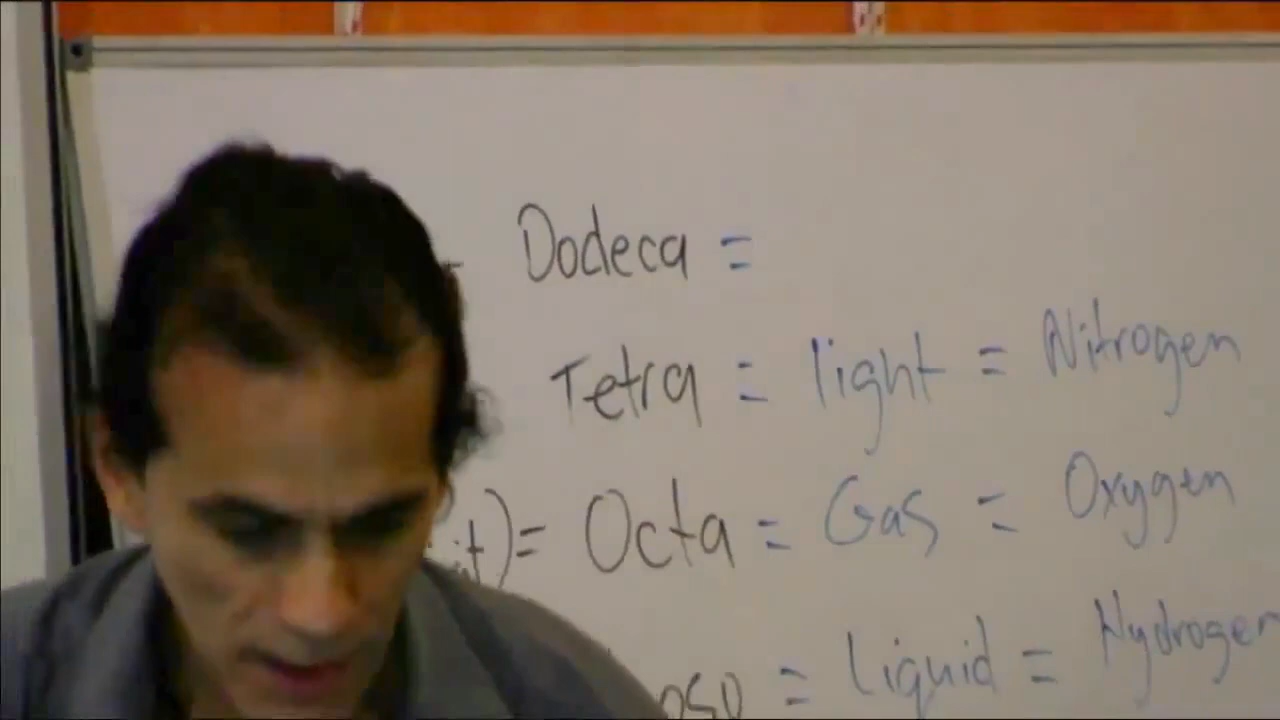 Dodeca =
Tetra = light = Nitrogen
)= Octa = Gas = Oxygen
= liquid = Hydrogen